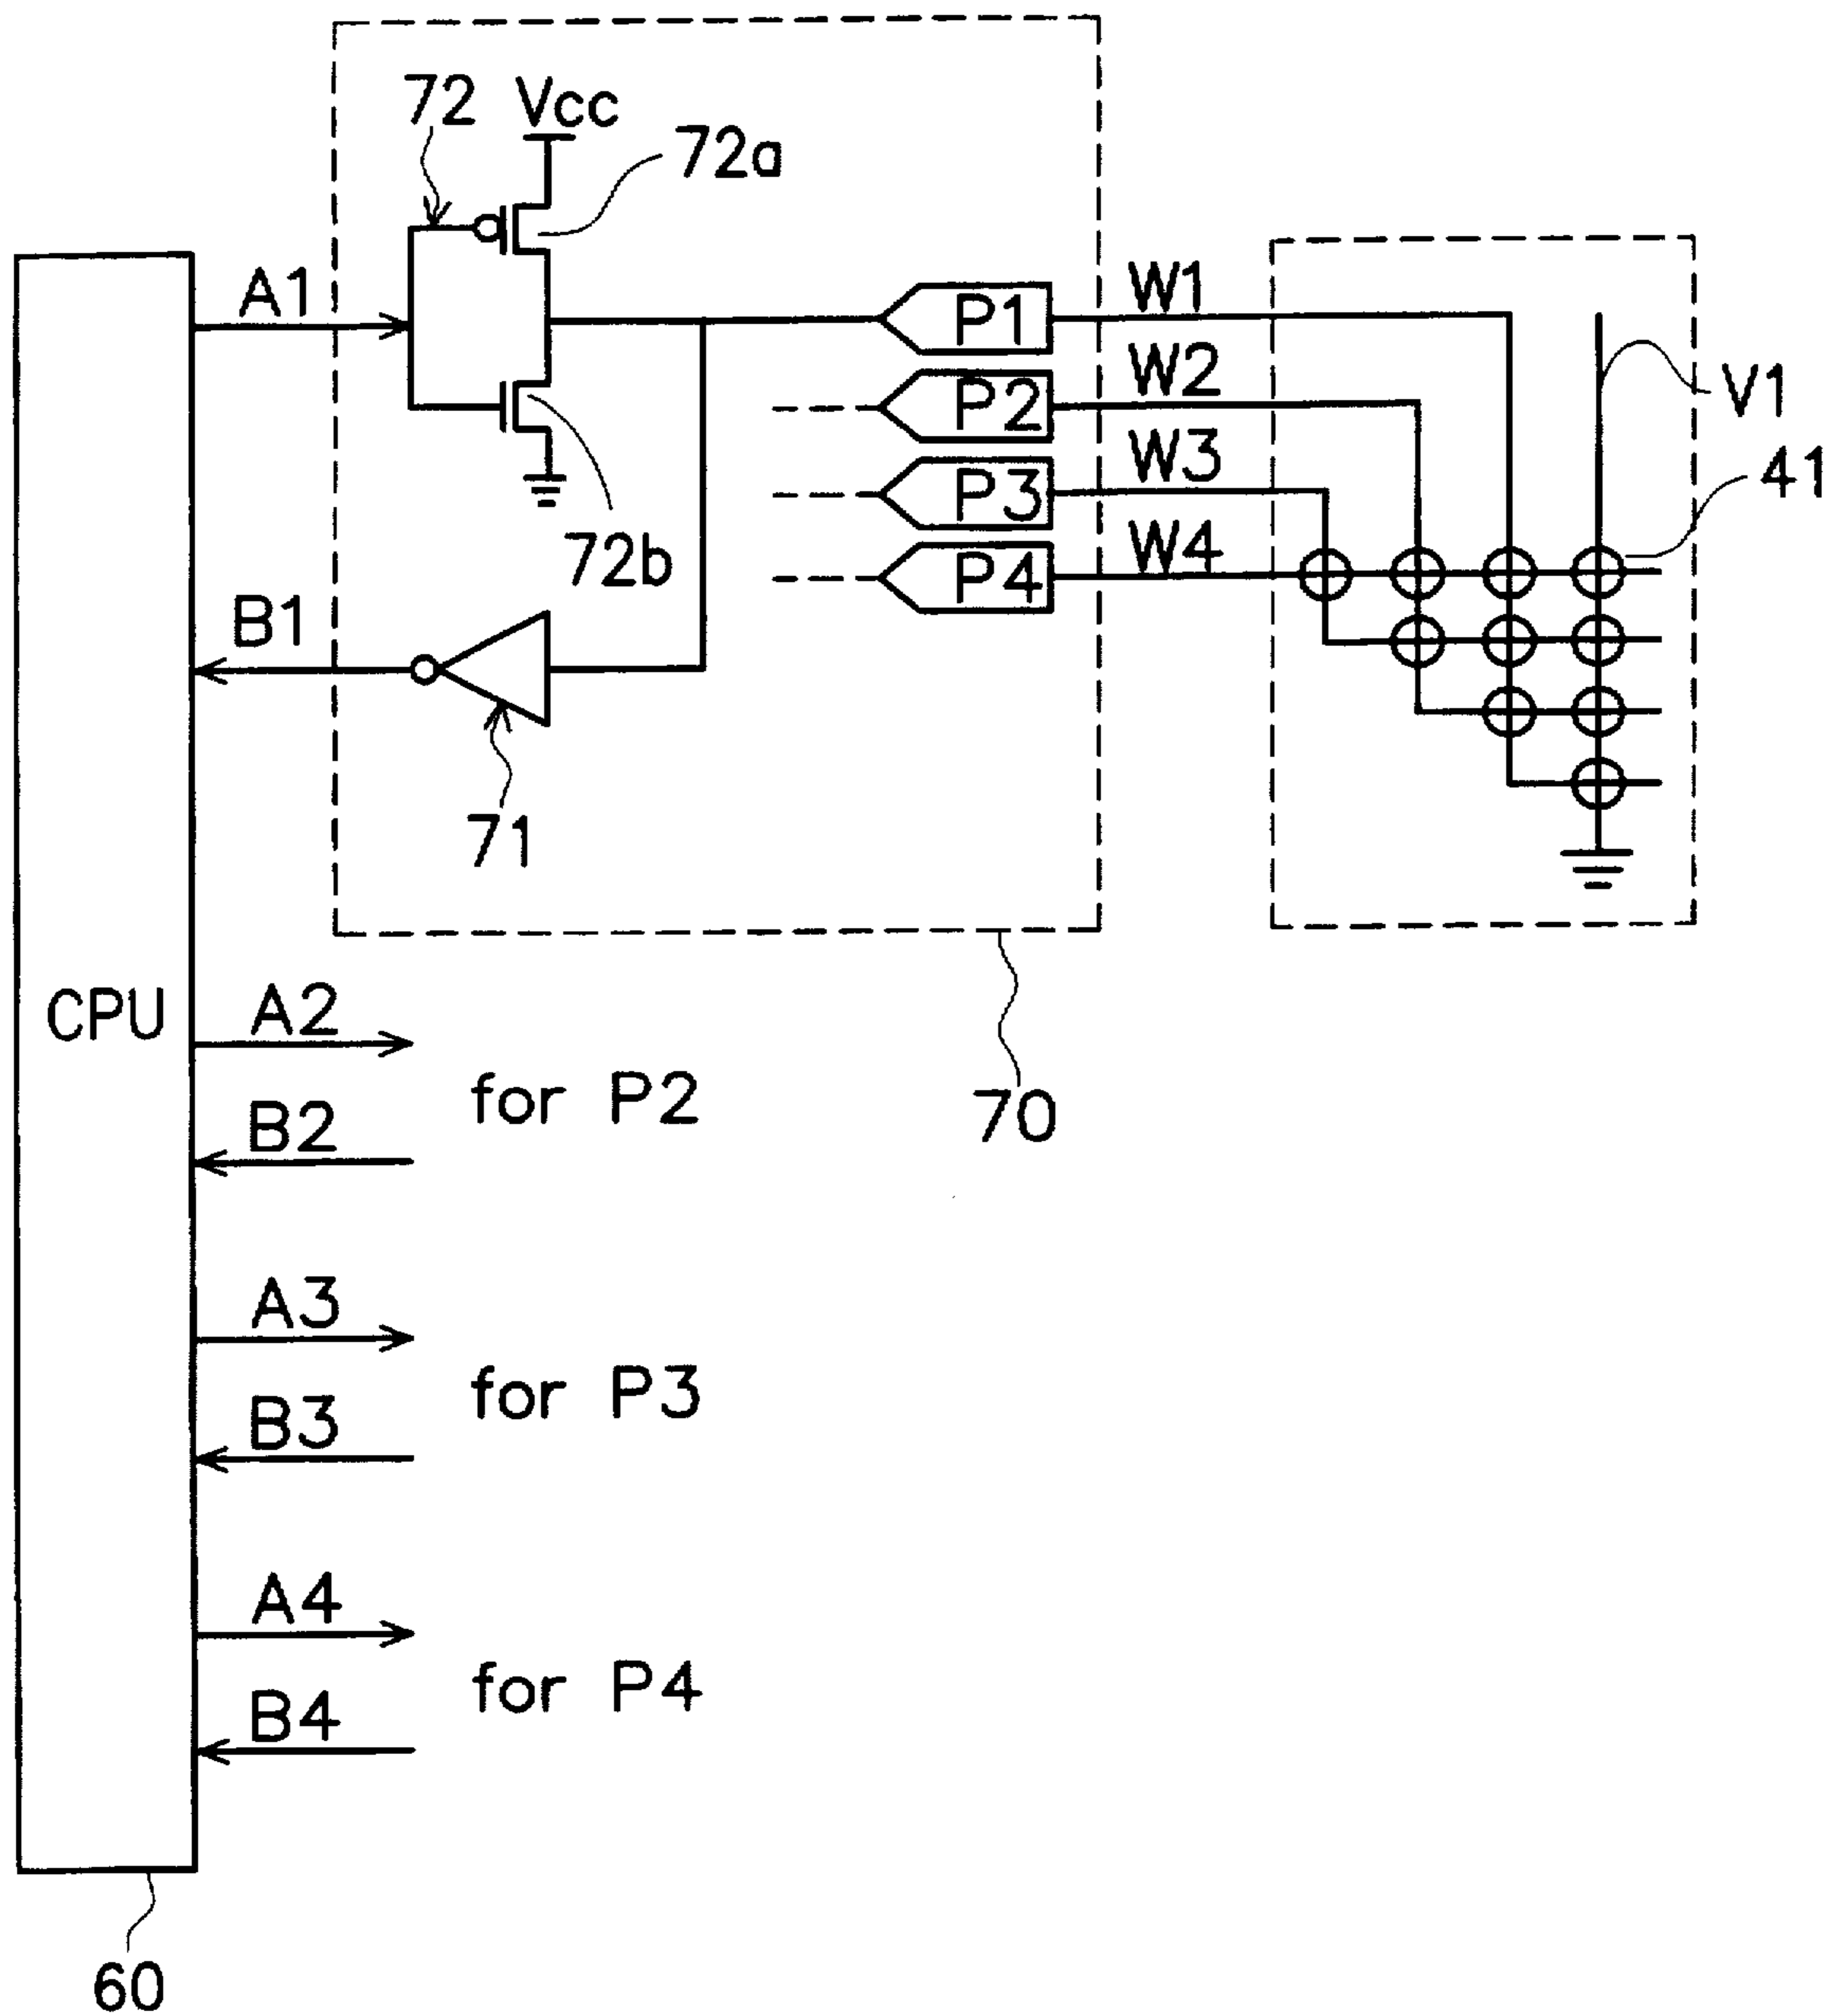 72 Vcc
72a
A1
P1 W1
P2 W2
V1
P3 W3
41
P4 W4
72b
B1
71
CPU
A2
for P2
70
B2
A3
for P3
B3
A4
for P4
B4
60